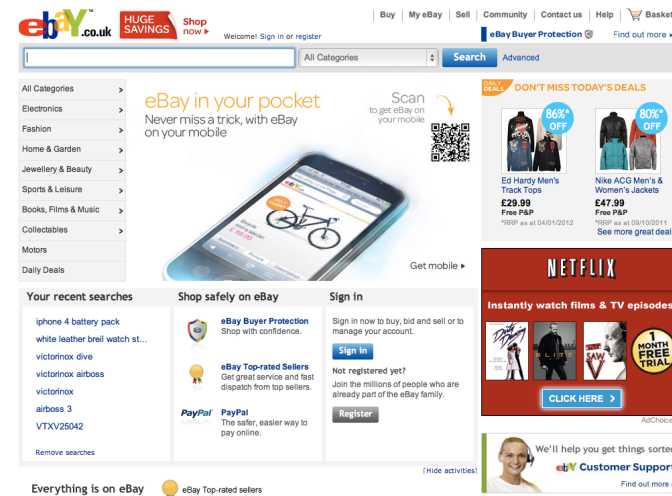 ebay.co.uk
HUGE SAVINGS
Shop now
Welcome! Sign in or register
Buy | My eBay | Sell | Community | Contact us | Help | Basket
eBay Buyer Protection
Find out more
All Categories
Search
Advanced
All Categories
Electronics
Fashion
Home & Garden
Jewellery & Beauty
Sports & Leisure
Books, Films & Music
Collectables
Motors
Daily Deals
eBay in your pocket
Never miss a trick, with eBay
on your mobile
Scan
to get eBay on
your mobile
Get mobile
DAILY DEALS
DON'T MISS TODAY'S DEALS
86%*
OFF
80%*
OFF
Ed Hardy Men's
Track Tops
£29.99
Free P&P
*RRP as at 04/01/2012
Nike ACG Men's &
Women's Jackets
£47.99
Free P&P
*RRP as at 09/10/2011
See more great deal
NETFLIX
Instantly watch films & TV episodes
Dirty Dancing
BLITZ
SAW
1
MONTH
FREE
TRIAL
CLICK HERE
AdChoice
We'll help you get things sorted
ebY Customer Support
Find out more
Your recent searches
iphone 4 battery pack
white leather breil watch st...
victorinox dive
victorinox airboss
victorinox
airboss 3
VTXV25042
Remove searches
Shop safely on eBay
eBay Buyer Protection
Shop with confidence.
eBay Top-rated Sellers
Get great service and fast
dispatch from top sellers.
PayPal
PayPal
The safer, easier way to
pay online.
Sign in
Sign in now to buy, bid and sell or to
manage your account.
Sign in
Not registered yet?
Join the millions of people who are
already part of the eBay family.
Register
[Hide activities]
Everything is on eBay
eBay Top-rated sellers